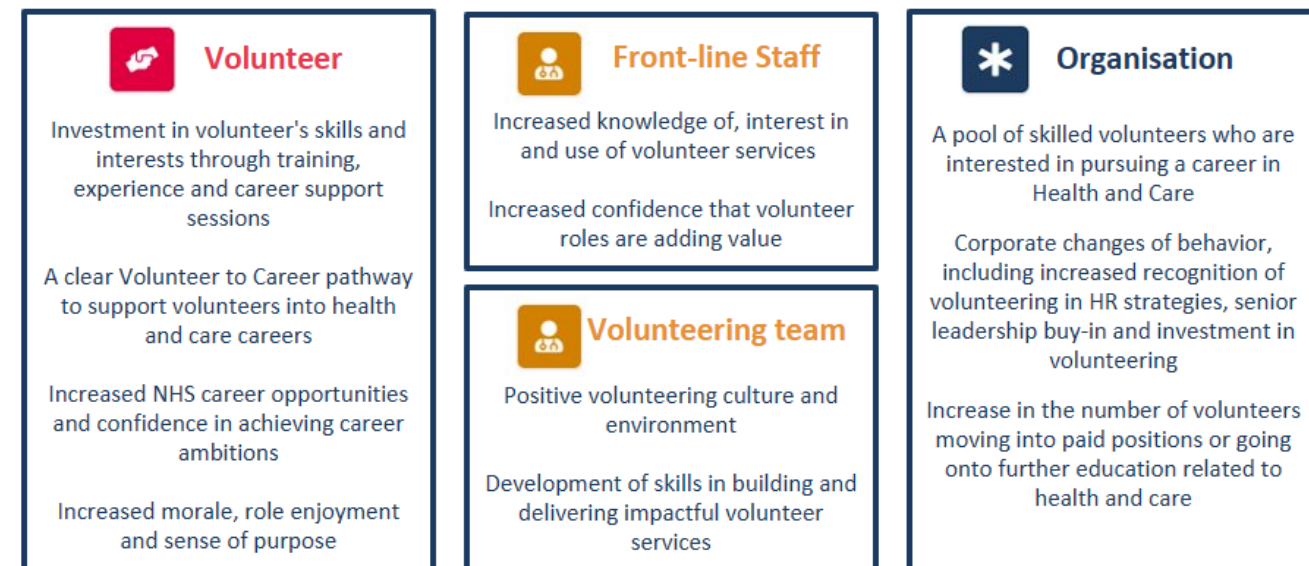 Volunteer
Investment in volunteer's skills and
interests through training,
experience and career support
sessions
A clear Volunteer to Career pathway
to support volunteers into health
and care careers
Increased NHS career opportunities
and confidence in achieving career
ambitions
Increased morale, role enjoyment
and sense of purpose
Front-line Staff
Increased knowledge of, interest in
and use of volunteer services
Increased confidence that volunteer
roles are adding value
Volunteering team
Positive volunteering culture and
environment
Development of skills in building and
delivering impactful volunteer
services
Organisation
A pool of skilled volunteers who are
interested in pursuing a career in
Health and Care
Corporate changes of behavior,
including increased recognition of
volunteering in HR strategies, senior
leadership buy-in and investment in
volunteering
Increase in the number of volunteers
moving into paid positions or going
onto further education related to
health and care